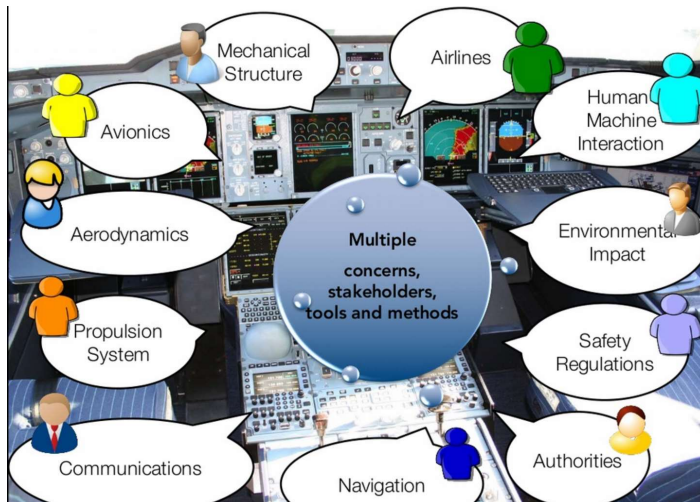 Mechanical
Structure
Airlines
Avionics
Human
Machine
Interaction
Aerodynamics
Multiple
concerns,
stakeholders,
tools and methods
Environmental
Impact
Propulsion
System
Safety
Regulations
Communications
Navigation
Authorities